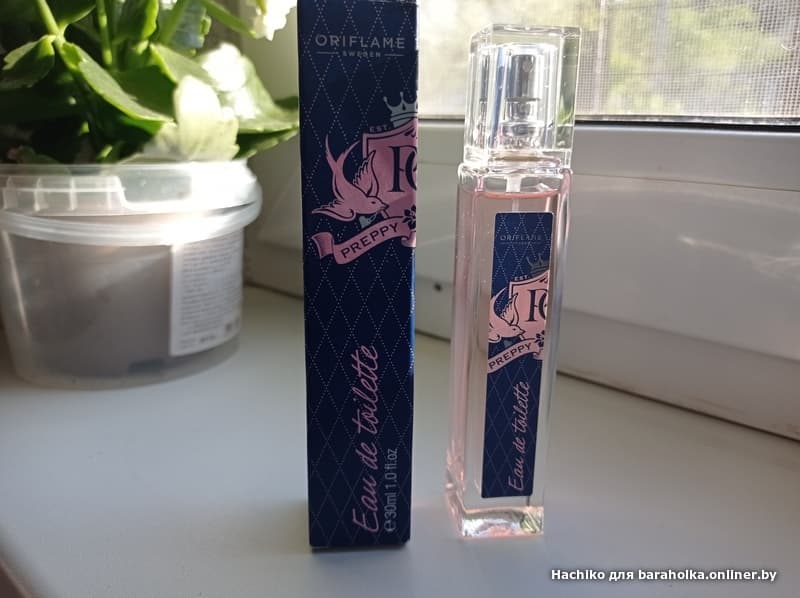 ORIFLAME
SWEDEN
EST.
PREPPY
Eau de toilette
℮30ml 1.0 fl.oz
ORIFLAME
SWEDEN
EST.
PREPPY
Eau de toilette
Hachiko для baraholka.onliner.by